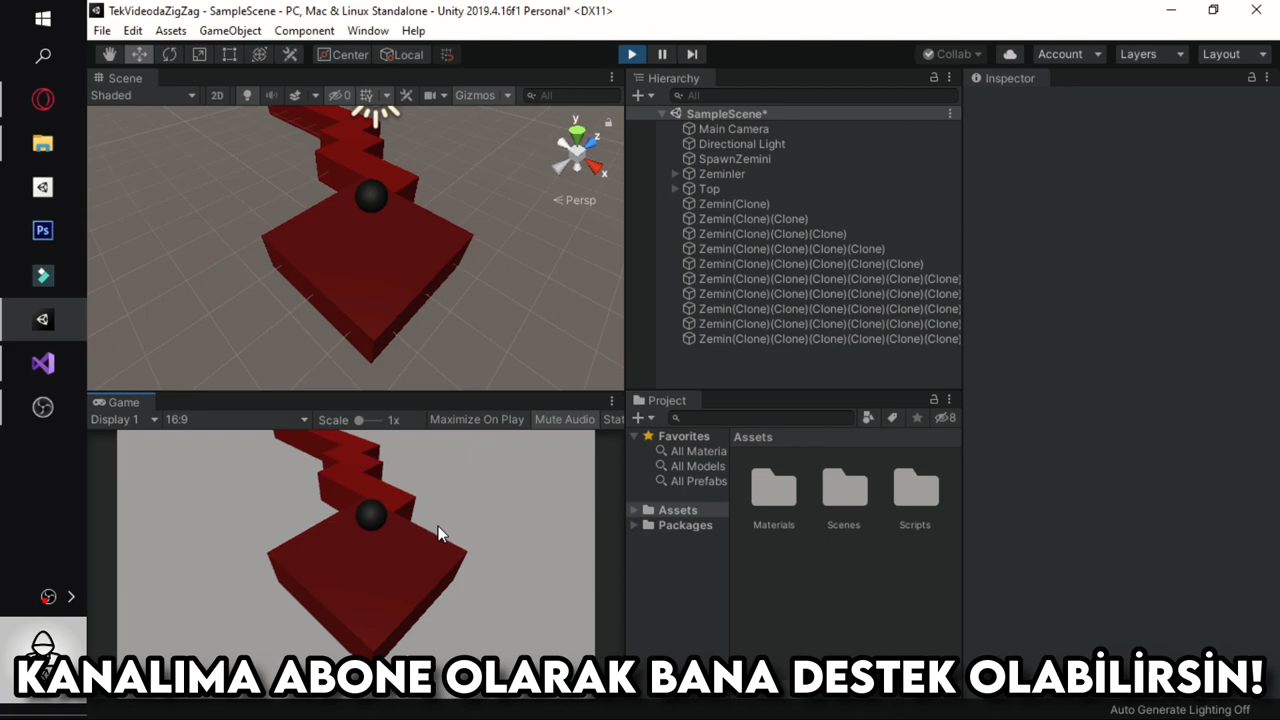 TekVideodaZigZag - SampleScene - PC, Mac & Linux Standalone - Unity 2019.4.16f1 Personal* <DX11>
File Edit Assets GameObject Component Window Help
Center Local Collab Account Layers Layout
Scene
Shaded 2D 0 Gizmos All
y
z
x
Persp
Hierarchy
All
SampleScene*
Main Camera
Directional Light
SpawnZemini
Zeminler
Top
Zemin(Clone)
Zemin(Clone)(Clone)
Zemin(Clone)(Clone)(Clone)
Zemin(Clone)(Clone)(Clone)(Clone)
Zemin(Clone)(Clone)(Clone)(Clone)(Clone)
Zemin(Clone)(Clone)(Clone)(Clone)(Clone)(Clone)
Zemin(Clone)(Clone)(Clone)(Clone)(Clone)(Clone)
Zemin(Clone)(Clone)(Clone)(Clone)(Clone)(Clone)
Zemin(Clone)(Clone)(Clone)(Clone)(Clone)(Clone)
Zemin(Clone)(Clone)(Clone)(Clone)(Clone)(Clone)
Inspector
Game
Display 1 16:9 Scale 1x Maximize On Play Mute Audio Stat
Project
8
Favorites
All Materia
All Models
All Prefabs
Assets
Packages
Assets
Materials Scenes Scripts
Ps
KANALIMA ABONE OLARAK BANA DESTEK OLABİLİRSİN!
Auto Generate Lighting Off